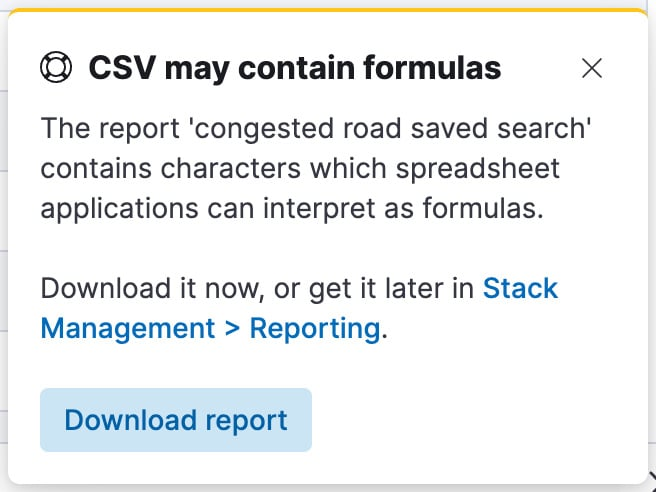 CSV may contain formulas
The report 'congested road saved search'
contains characters which spreadsheet
applications can interpret as formulas.
Download it now, or get it later in Stack
Management > Reporting.
Download report